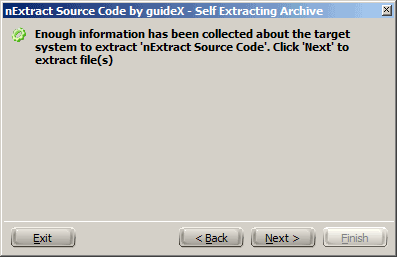 nExtract Source Code by guideX - Self Extracting Archive
Enough information has been collected about the target
system to extract 'nExtract Source Code'. Click 'Next' to
extract file(s)
Exit
< Back
Next >
Finish